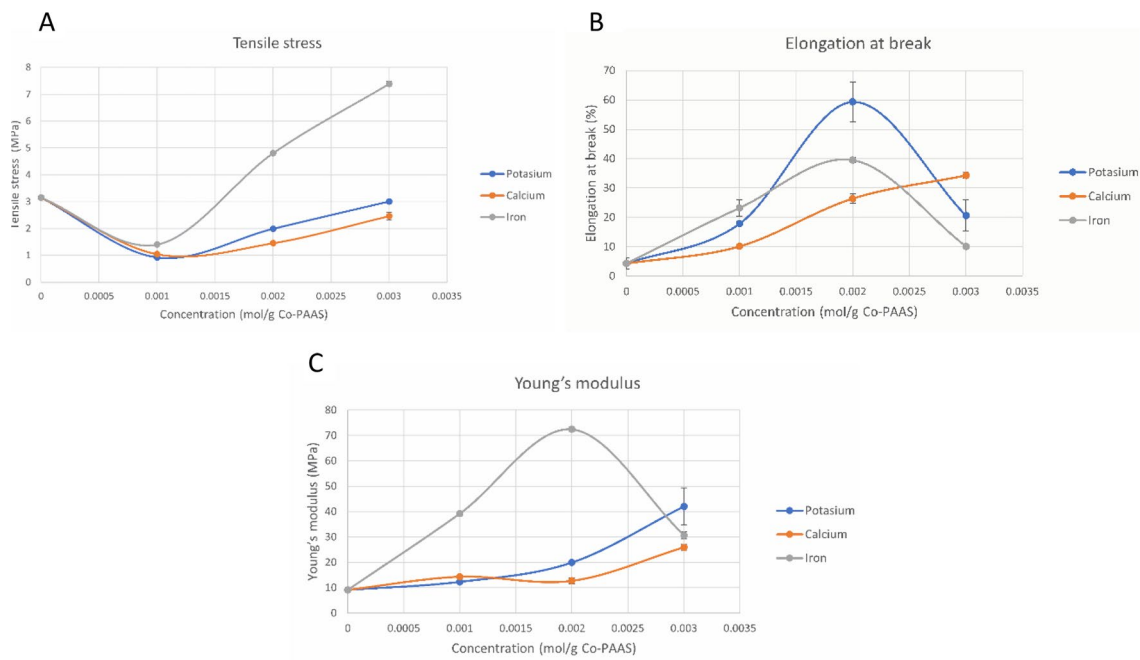 A
Tensile stress
Tensile stress (MPa)
8
7
6
5
4
3
2
1
0
0 0.0005 0.001 0.0015 0.002 0.0025 0.003 0.0035
Concentration (mol/g Co-PAAS)
Potasium
Calcium
Iron
B
Elongation at break
Elongation at break (%)
70
60
50
40
30
20
10
0
0 0.0005 0.001 0.0015 0.002 0.0025 0.003 0.0035
Concentration (mol/g Co-PAAS)
Potasium
Calcium
Iron
C
Young's modulus
Young's modulus (MPa)
80
70
60
50
40
30
20
10
0
0 0.0005 0.001 0.0015 0.002 0.0025 0.003 0.0035
Concentration (mol/g Co-PAAS)
Potasium
Calcium
Iron